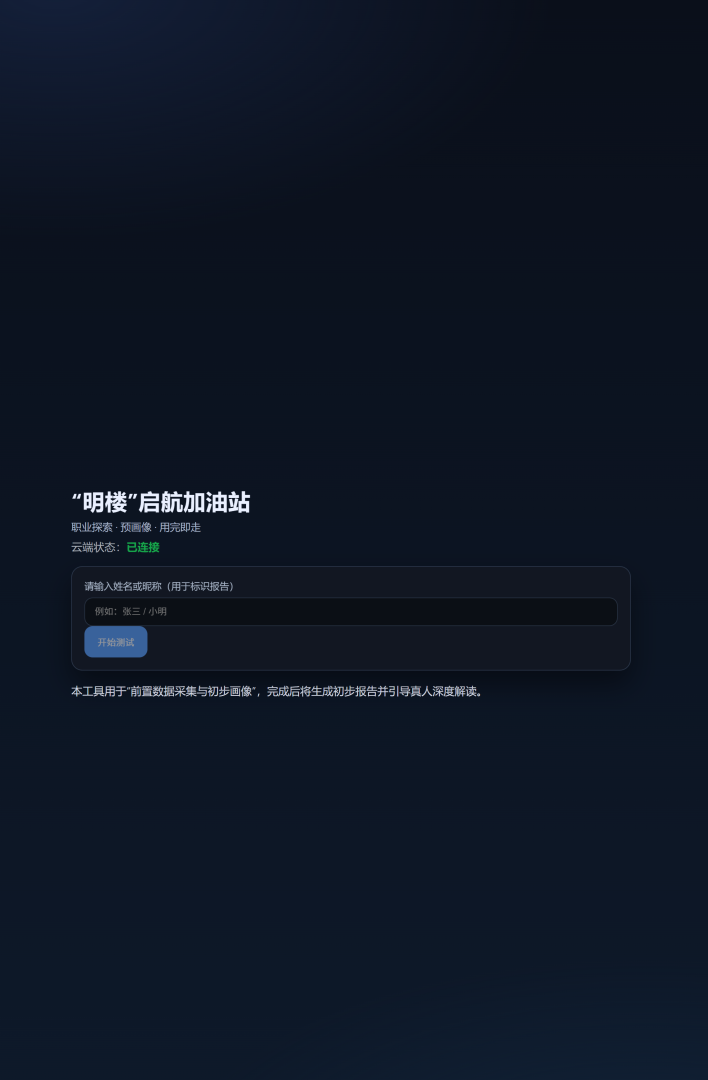 “明楼”启航加油站
职业探索 · 预画像 · 用完即走
云端状态：已连接
请输入姓名或昵称（用于标识报告）
例如：张三 / 小明
开始测试
本工具用于“前置数据采集与初步画像”，完成后将生成初步报告并引导真人深度解读。